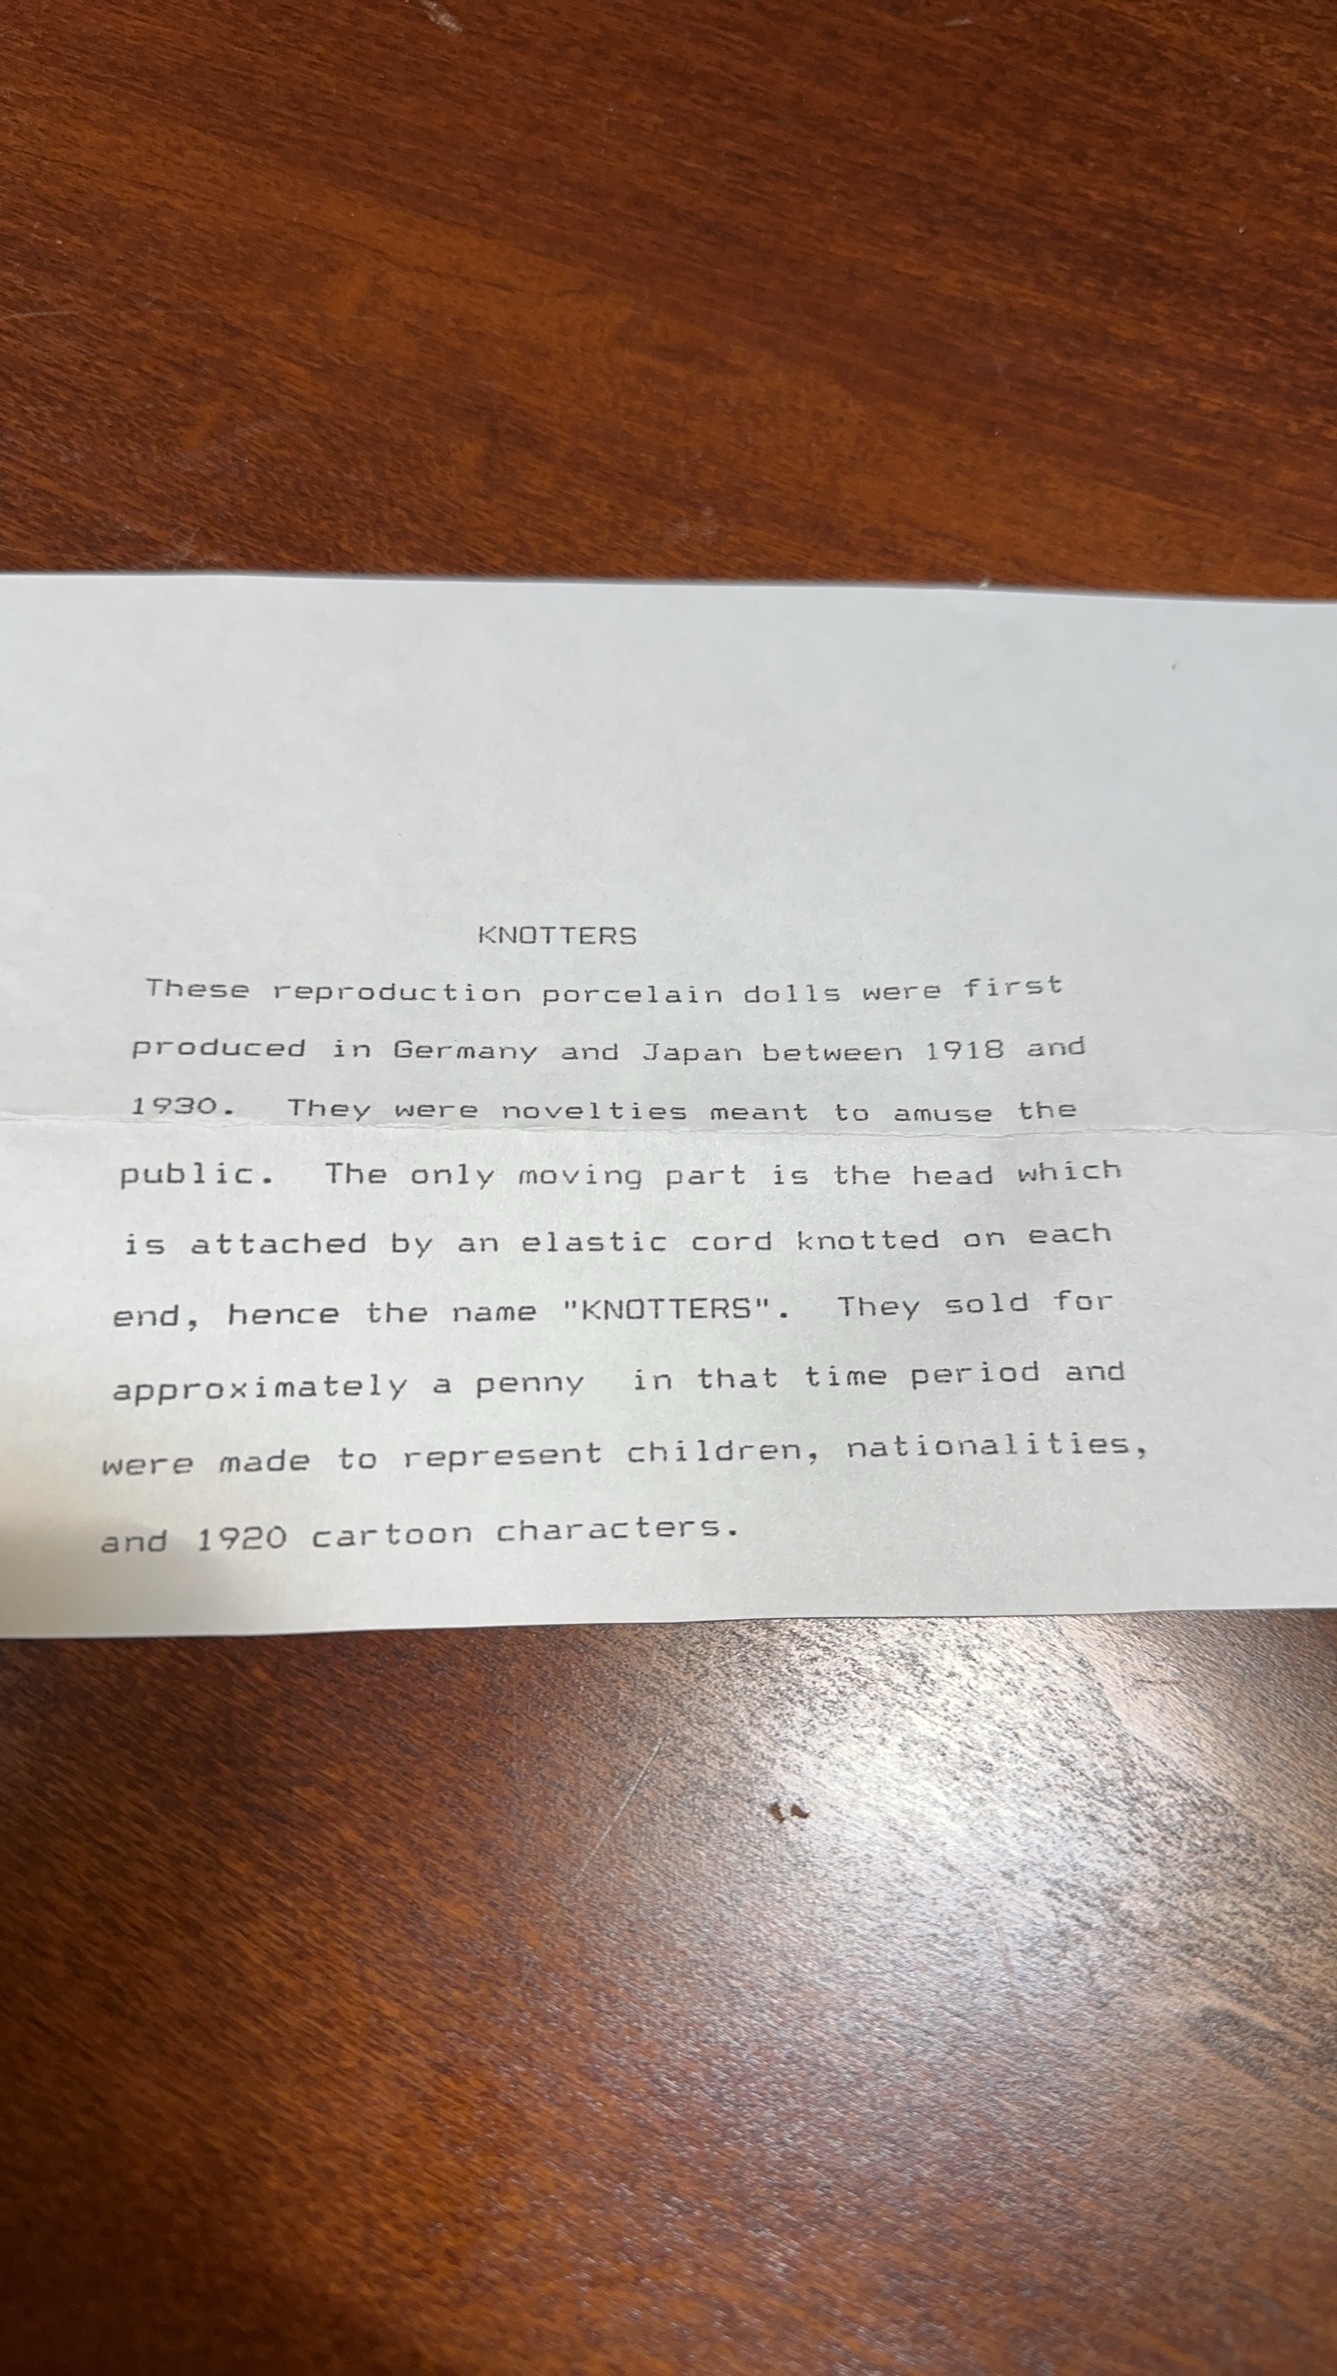 KNOTTERS
These reproduction porcelain dolls were first
produced in Germany and Japan between 1918 and
1930.  They were novelties meant to amuse the
public.  The only moving part is the head which
is attached by an elastic cord knotted on each
end, hence the name "KNOTTERS".  They sold for
approximately a penny  in that time period and
were made to represent children, nationalities,
and 1920 cartoon characters.